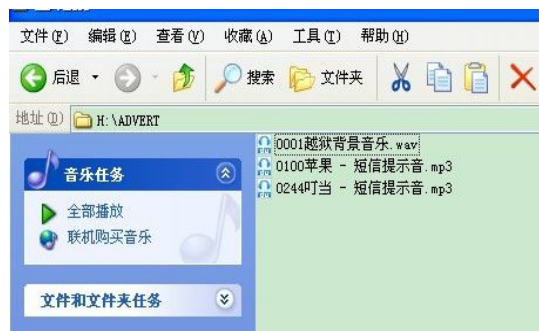 文件(F) 编辑(E) 查看(V) 收藏(A) 工具(T) 帮助(H)
后退 搜索 文件夹
地址(D) H:\ADVERT
0001越狱背景音乐.wav
0100苹果 - 短信提示音.mp3
0244叮当 - 短信提示音.mp3
音乐任务
全部播放
联机购买音乐
文件和文件夹任务